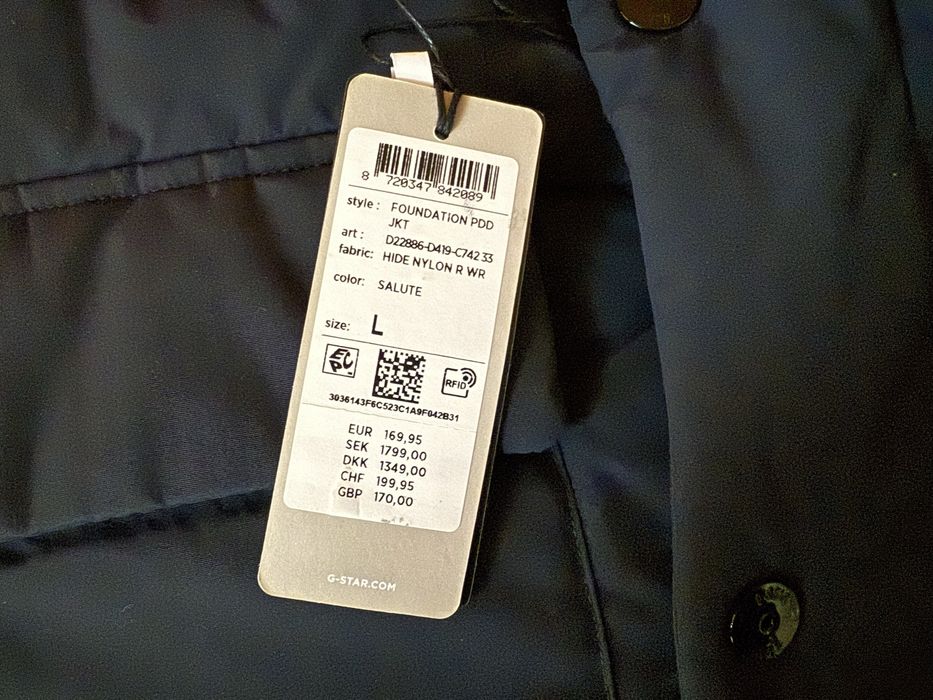 8 720347 842089
style : FOUNDATION PDD
JKT
art : D22886-D419-C742 33
fabric: HIDE NYLON R WR
color: SALUTE
size: L
EPC
RFID
3036143F6C523C1A9F042B31
EUR 169,95
SEK 1799,00
DKK 1349,00
CHF 199,95
GBP 170,00
G-STAR.COM